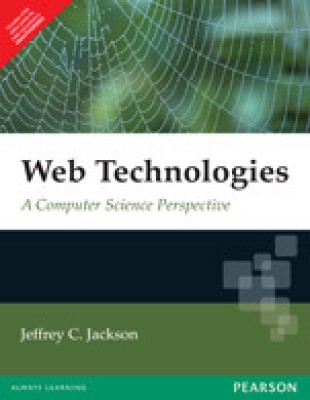 Web Technologies
A Computer Science Perspective
Jeffrey C. Jackson
ALWAYS LEARNING
PEARSON